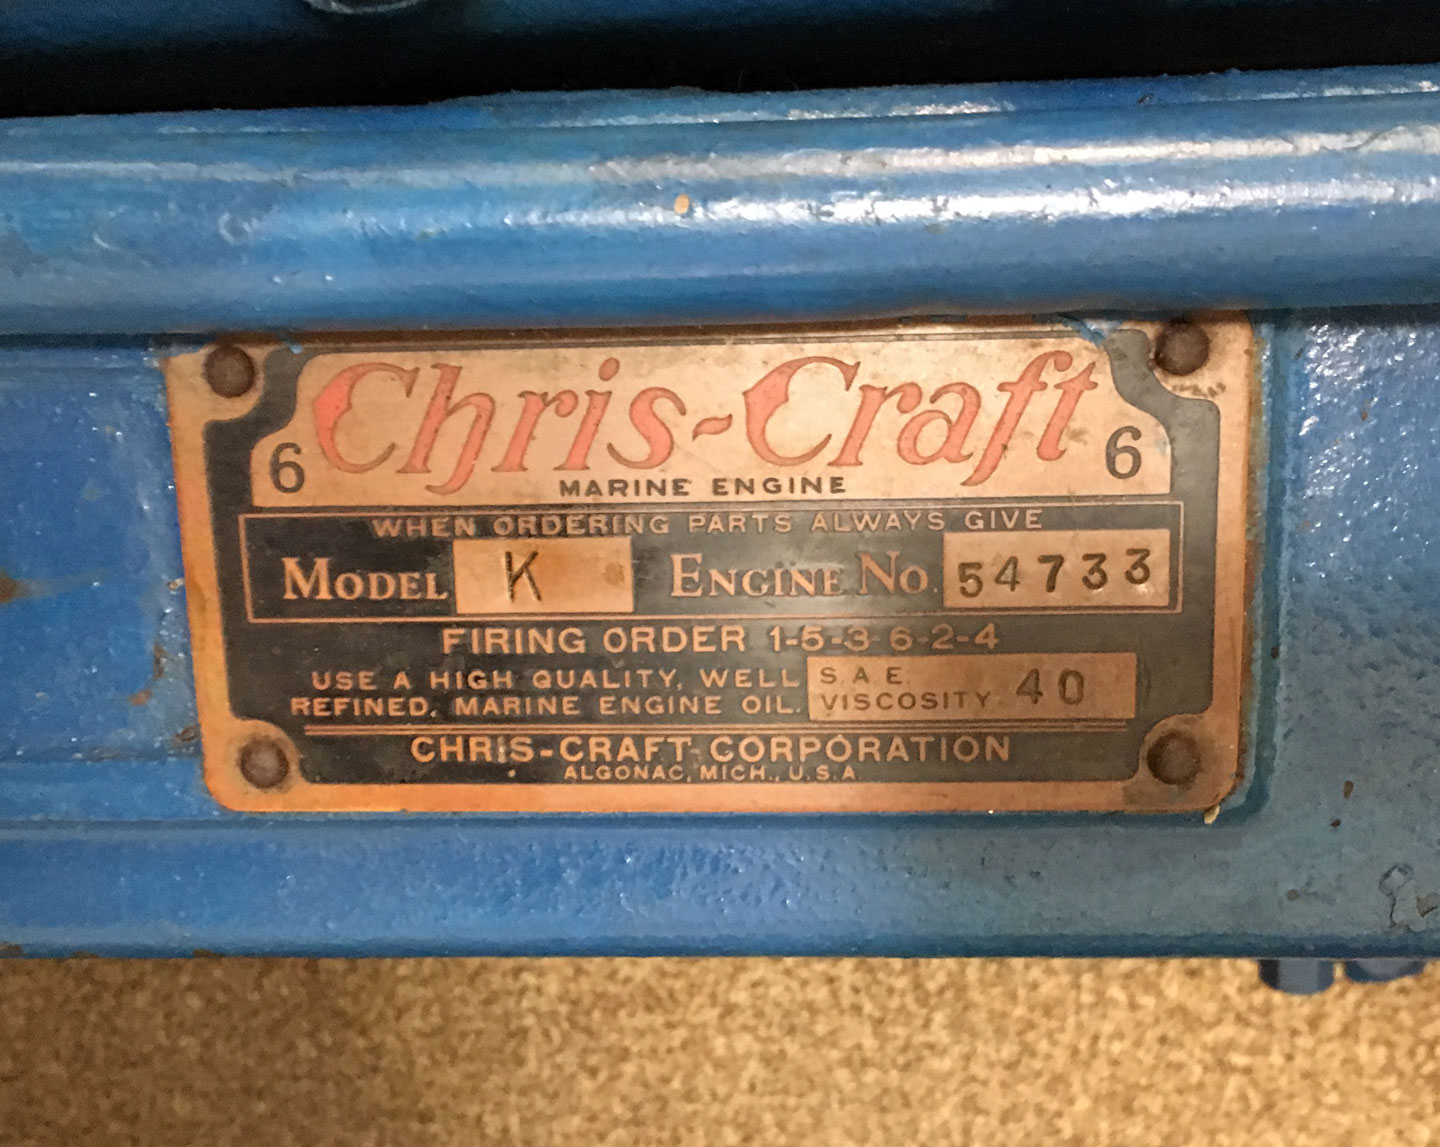 Chris-Craft
6 6
MARINE ENGINE
WHEN ORDERING PARTS ALWAYS GIVE
MODEL K ENGINE NO. 54733
FIRING ORDER 1-5-3-6-2-4
USE A HIGH QUALITY, WELL S.A.E.
REFINED, MARINE ENGINE OIL. VISCOSITY 40
CHRIS-CRAFT CORPORATION
ALGONAC, MICH., U.S.A.